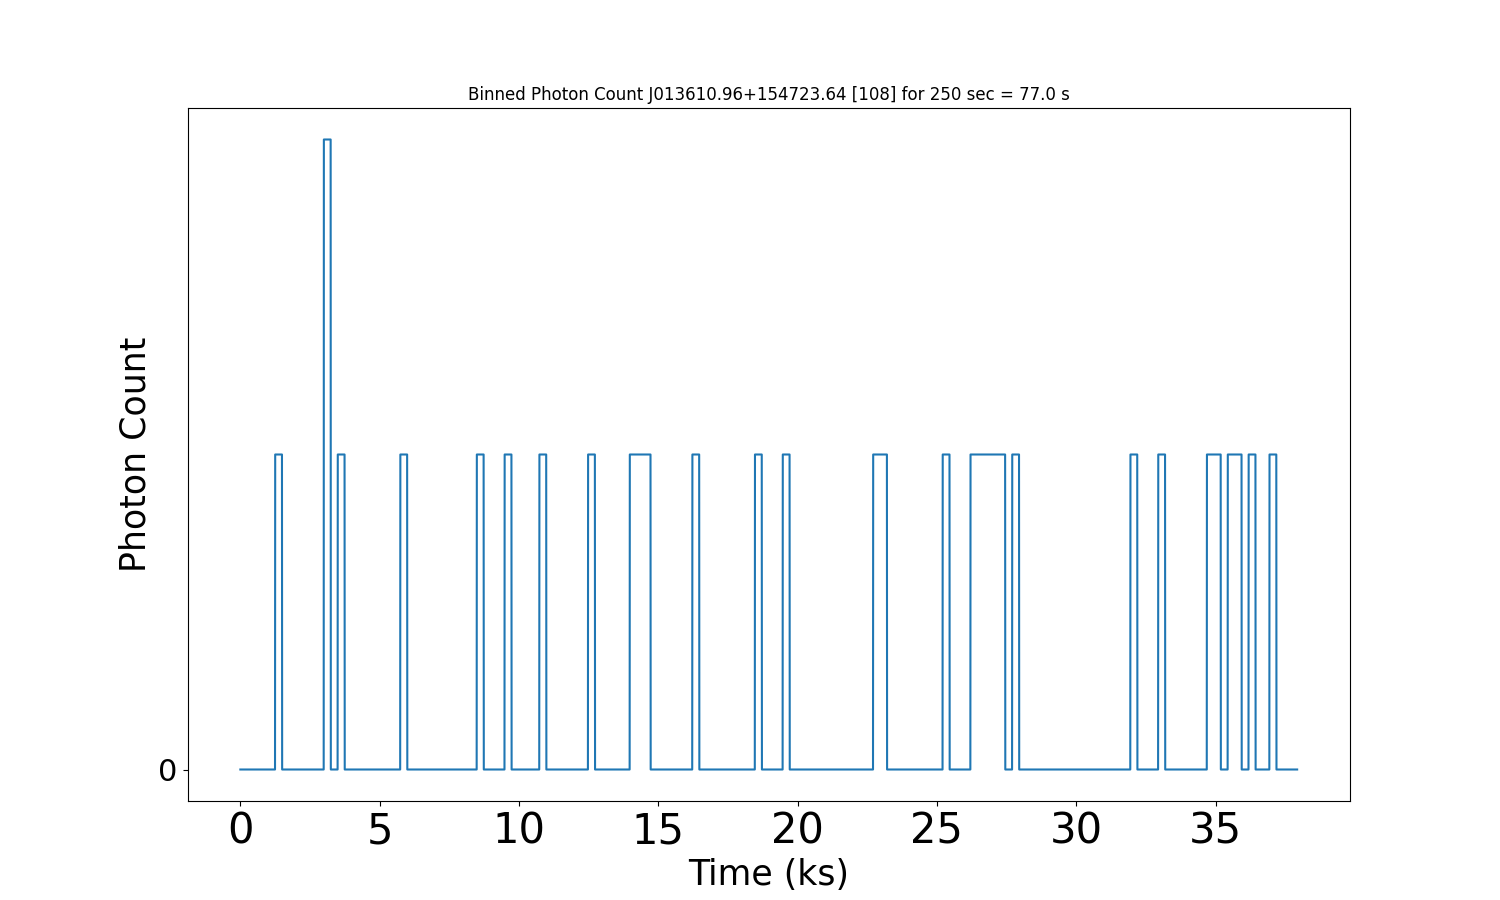 Binned Photon Count J013610.96+154723.64 [108] for 250 sec = 77.0 s
Photon Count
0
0 5 10 15 20 25 30 35
Time (ks)